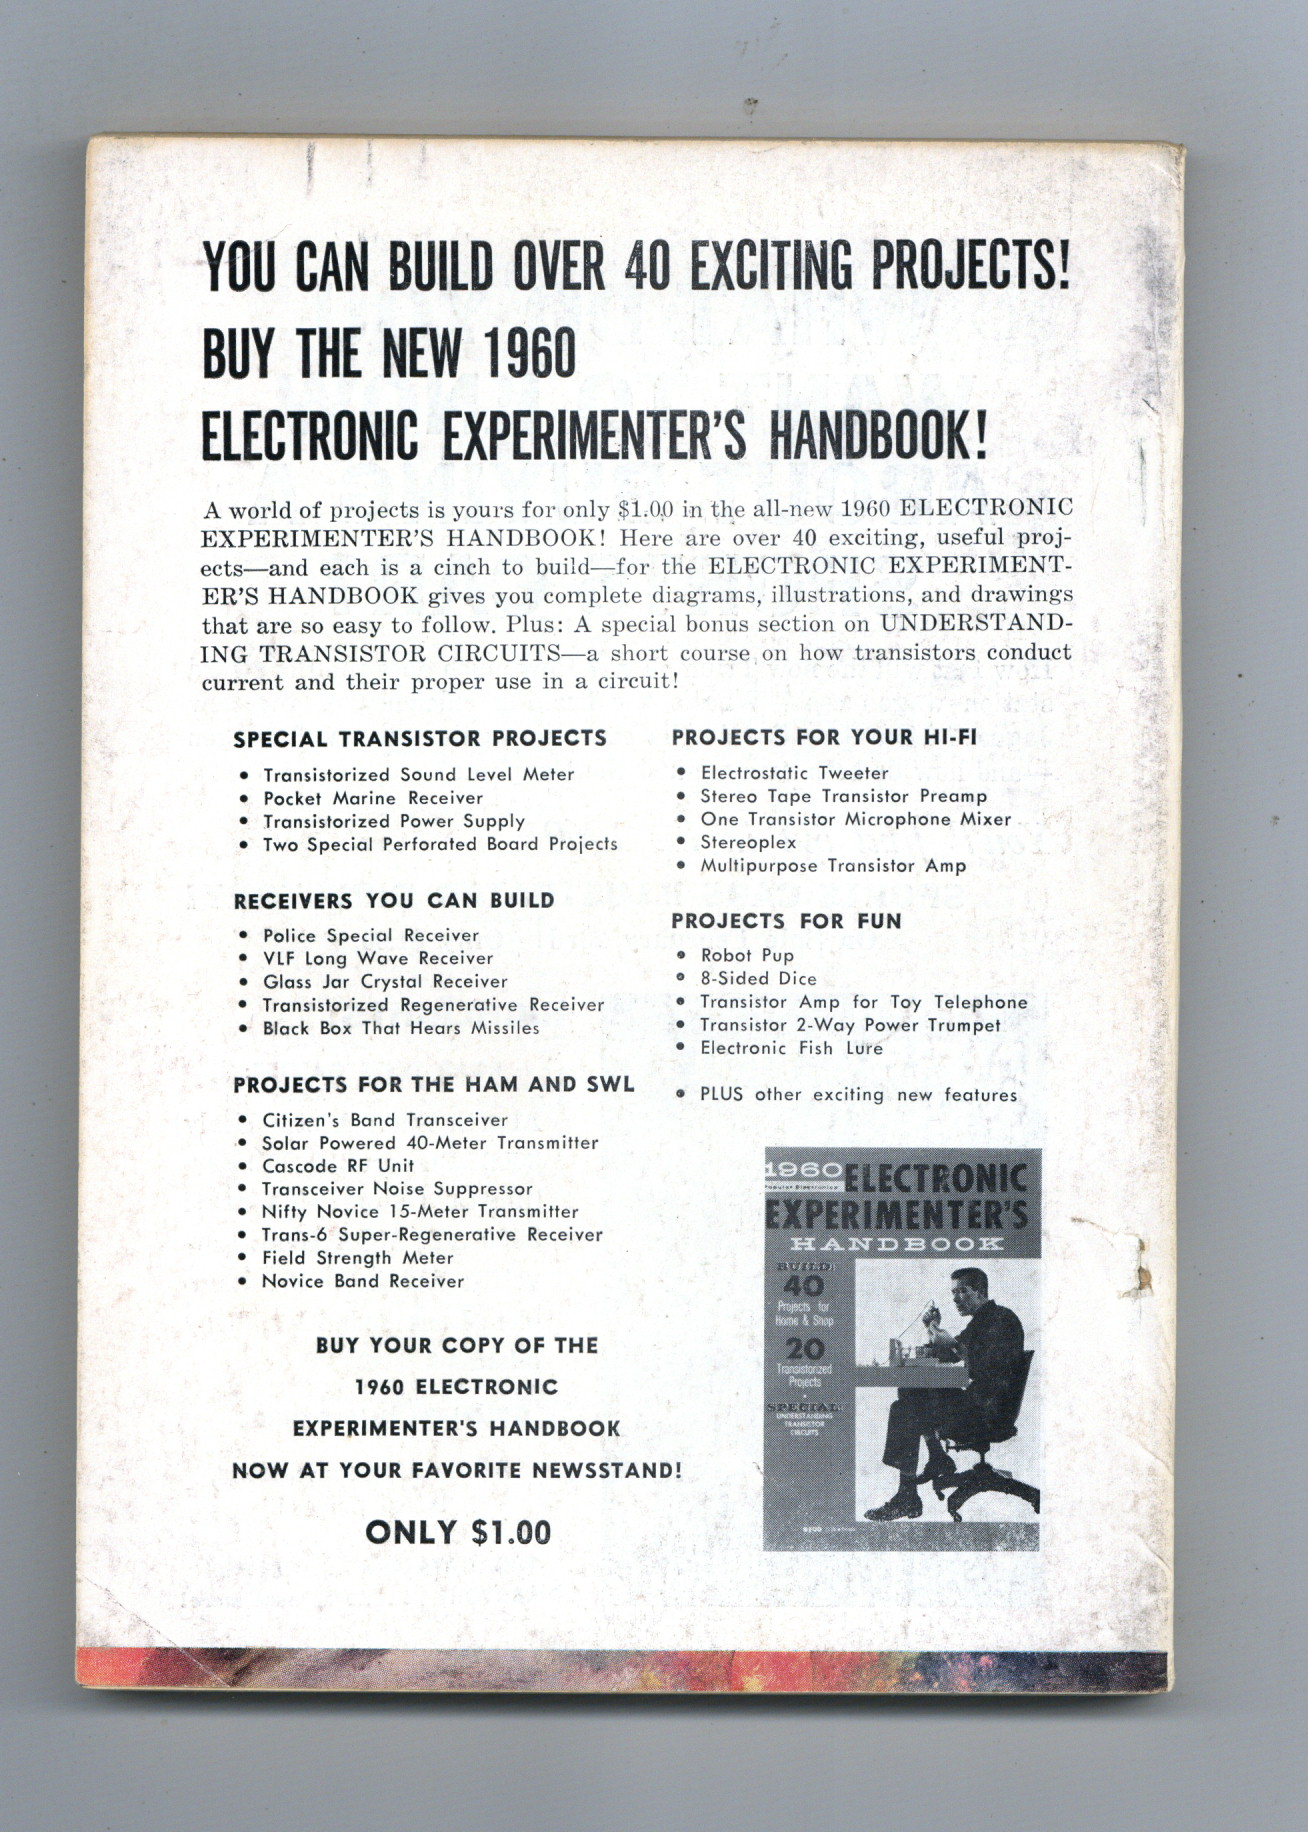 YOU CAN BUILD OVER 40 EXCITING PROJECTS!
BUY THE NEW 1960
ELECTRONIC EXPERIMENTER'S HANDBOOK!
A world of projects is yours for only $1.00 in the all-new 1960 ELECTRONIC
EXPERIMENTER'S HANDBOOK! Here are over 40 exciting, useful proj-
ects—and each is a cinch to build—for the ELECTRONIC EXPERIMENT-
ER'S HANDBOOK gives you complete diagrams, illustrations, and drawings
that are so easy to follow. Plus: A special bonus section on UNDERSTAND-
ING TRANSISTOR CIRCUITS—a short course on how transistors conduct
current and their proper use in a circuit!
SPECIAL TRANSISTOR PROJECTS
• Transistorized Sound Level Meter
• Pocket Marine Receiver
• Transistorized Power Supply
• Two Special Perforated Board Projects
RECEIVERS YOU CAN BUILD
• Police Special Receiver
• VLF Long Wave Receiver
• Glass Jar Crystal Receiver
• Transistorized Regenerative Receiver
• Black Box That Hears Missiles
PROJECTS FOR THE HAM AND SWL
• Citizen's Band Transceiver
• Solar Powered 40-Meter Transmitter
• Cascode RF Unit
• Transceiver Noise Suppressor
• Nifty Novice 15-Meter Transmitter
• Trans-6 Super-Regenerative Receiver
• Field Strength Meter
• Novice Band Receiver
PROJECTS FOR YOUR HI-FI
• Electrostatic Tweeter
• Stereo Tape Transistor Preamp
• One Transistor Microphone Mixer
• Stereoplex
• Multipurpose Transistor Amp
PROJECTS FOR FUN
• Robot Pup
• 8-Sided Dice
• Transistor Amp for Toy Telephone
• Transistor 2-Way Power Trumpet
• Electronic Fish Lure
• PLUS other exciting new features
BUY YOUR COPY OF THE
1960 ELECTRONIC
EXPERIMENTER'S HANDBOOK
NOW AT YOUR FAVORITE NEWSSTAND!
ONLY $1.00
1960 ELECTRONIC
Popular Electronics
EXPERIMENTER'S
HANDBOOK
BUILD:
40
Projects for
Home & Shop
20
Transistorized
Projects
SPECIAL:
UNDERSTANDING
TRANSISTOR
CIRCUITS